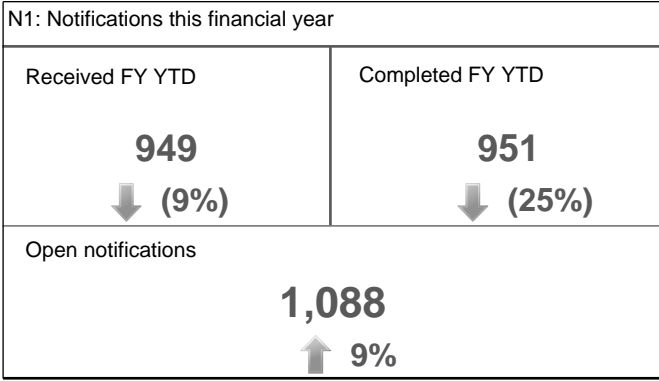 N1: Notifications this financial year
Received FY YTD
949
(9%)
Completed FY YTD
951
(25%)
Open notifications
1,088
9%